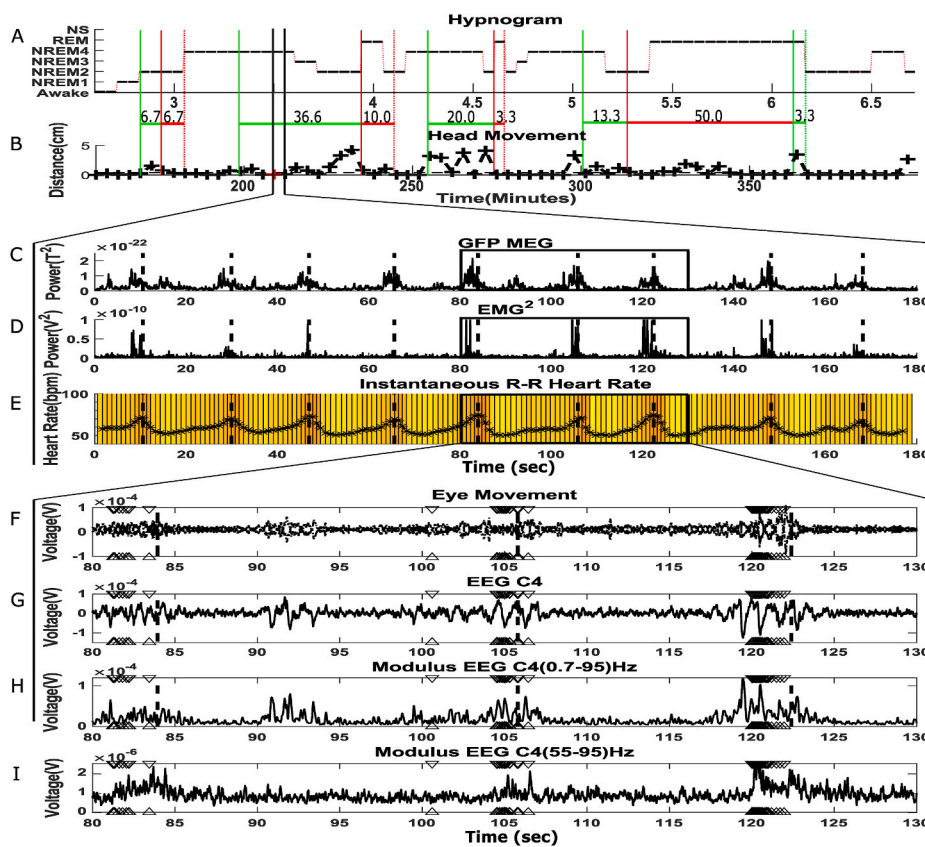 Hypnogram
A
NS
REM
NREM4
NREM3
NREM2
NREM1
Awake
3 4 4.5 5 5.5 6 6.5
6.7 6.7 36.6 10.0 20.0 3.3 13.3 50.0 3.3
B
Head Movement
Distance(cm)
5
0
200 250 300 350
Time(Minutes)
C
×10-22
GFP MEG
Power(T2)
2
1
0
0 20 40 60 80 100 120 140 160 180
D
×10-10
EMG2
Power(V2)
1
0.5
0
0 20 40 60 80 100 120 140 160 180
Instantaneous R-R Heart Rate
E
Heart Rate(bpm)
100
50
0 20 40 60 80 100 120 140 160 180
Time (sec)
F
×10-4
Eye Movement
Voltage(V)
1
0
-1
80 85 90 95 100 105 110 115 120 125 130
G
×10-4
EEG C4
Voltage(V)
1
0
-1
80 85 90 95 100 105 110 115 120 125 130
H
×10-4
Modulus EEG C4(0.7-95)Hz
Voltage(V)
1
0
80 85 90 95 100 105 110 115 120 125 130
I
×10-6
Modulus EEG C4(55-95)Hz
Voltage(V)
2
1
0
80 85 90 95 100 105 110 115 120 125 130
Time (sec)